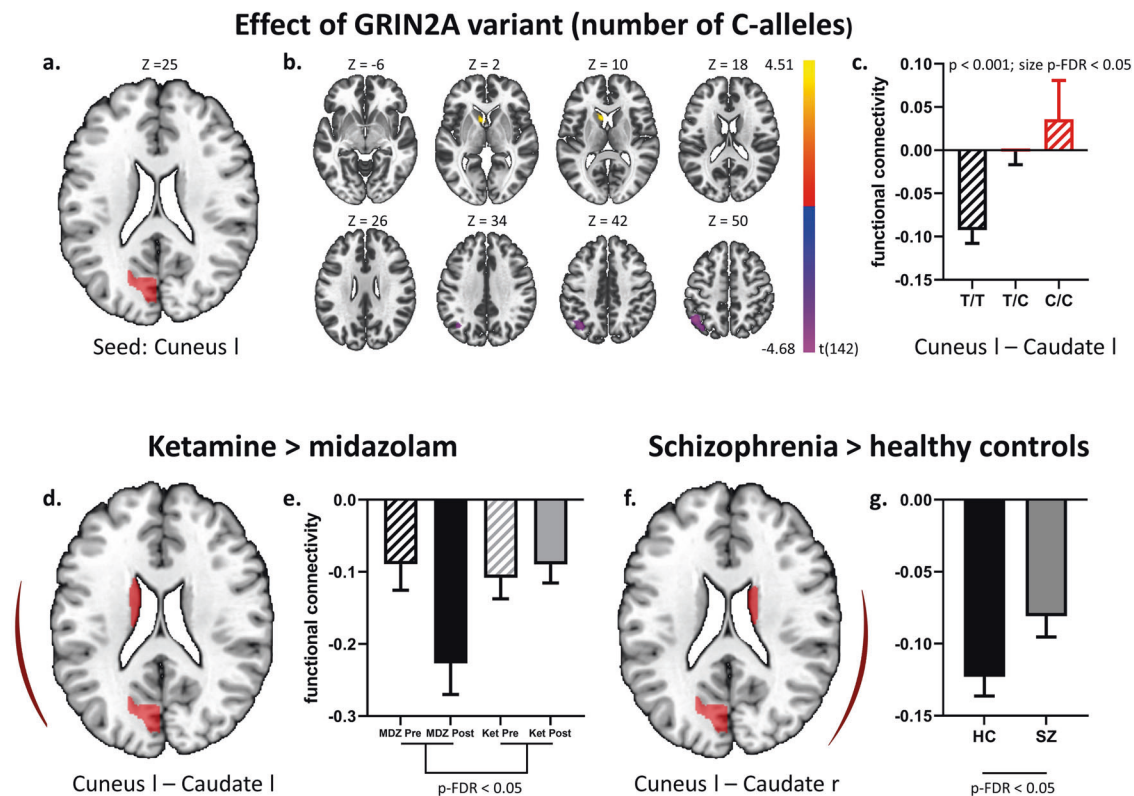 Effect of GRIN2A variant (number of C-alleles)
a.
Z =25
Seed: Cuneus l
b.
Z = -6
Z = 2
Z = 10
Z = 18
Z = 26
Z = 34
Z = 42
Z = 50
4.51
-4.68
t(142)
c.
p < 0.001; size p-FDR < 0.05
functional connectivity
0.10
0.05
0.00
-0.05
-0.10
-0.15
T/T T/C C/C
Cuneus l – Caudate l
Ketamine > midazolam
d.
Cuneus l – Caudate l
e.
functional connectivity
0.0
-0.1
-0.2
-0.3
MDZ Pre MDZ Post Ket Pre Ket Post
p-FDR < 0.05
Schizophrenia > healthy controls
f.
Cuneus l – Caudate r
g.
0.00
-0.05
-0.10
-0.15
HC SZ
p-FDR < 0.05